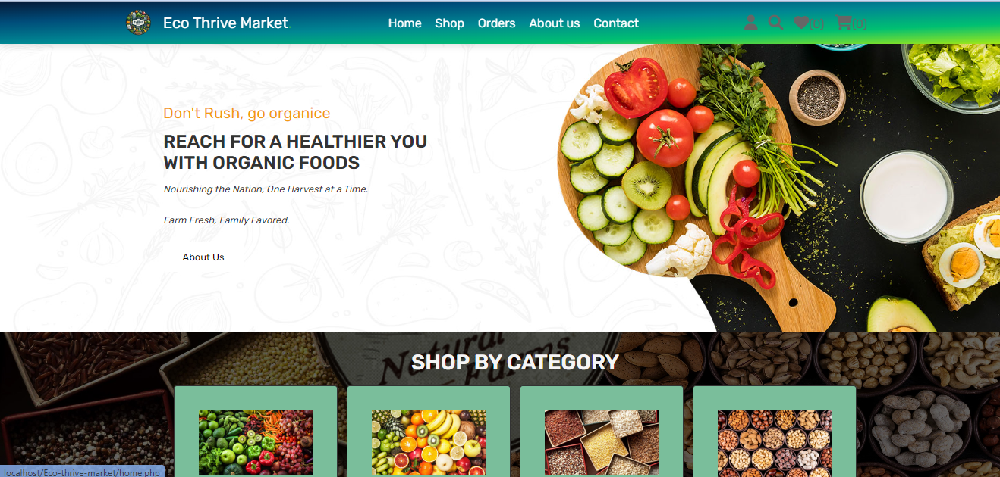 Eco Thrive Market.
Home Shop Orders About us Contact
(0) (0)
Don't Rush, go organice
REACH FOR A HEALTHIER YOU
WITH ORGANIC FOODS
Nourishing the Nation, One Harvest at a Time.
Farm Fresh, Family Favored.
About Us
Natural
Farms
SHOP BY CATEGORY
localhost/Eco-thrive-market/home.php